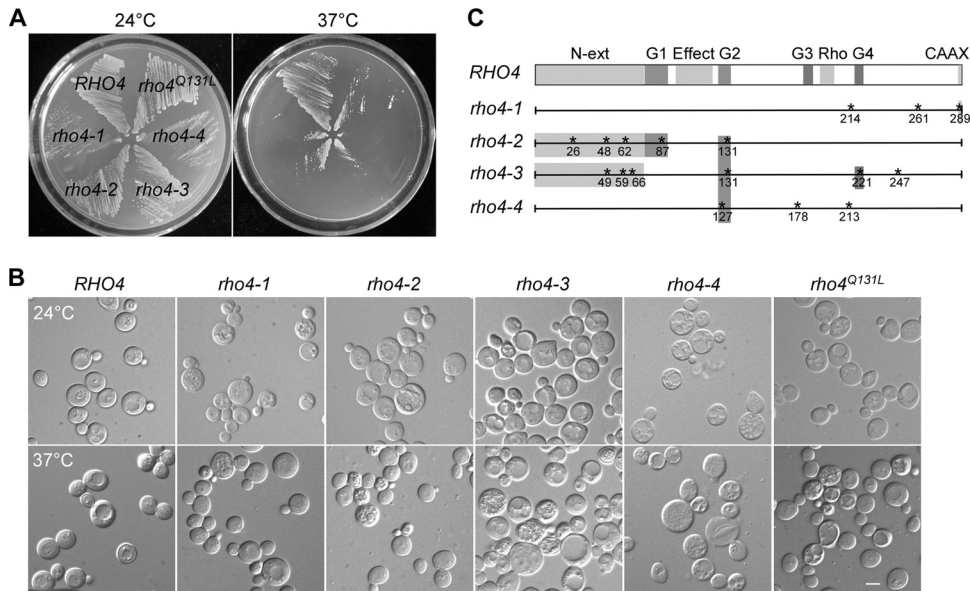 A
24°C
37°C
RHO4
rho4Q131L
rho4-1
rho4-4
rho4-2
rho4-3
C
N-ext G1 Effect G2 G3 Rho G4 CAAX
RHO4
rho4-1
* * *
214 261 289
rho4-2
* * * * *
26 48 62 87 131
rho4-3
* * * * * *
49 59 66 131 221 247
rho4-4
* * *
127 178 213
B
RHO4 rho4-1 rho4-2 rho4-3 rho4-4 rho4Q131L
24°C
37°C